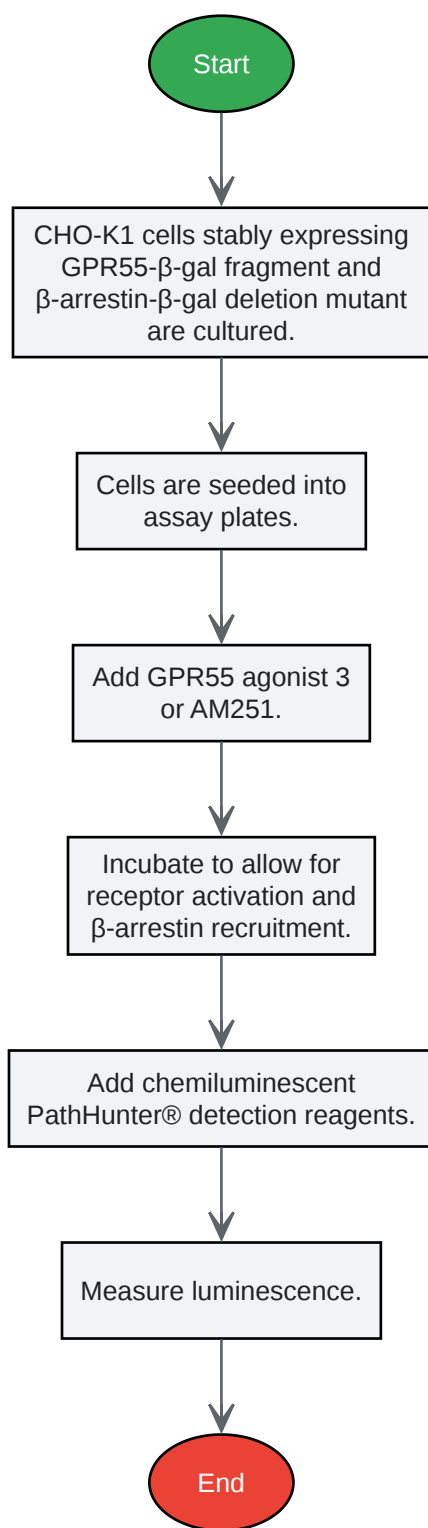 Start
CHO-K1 cells stably expressing
GPR55-β-gal fragment and
β-arrestin-β-gal deletion mutant
are cultured.
Cells are seeded into
assay plates.
Add GPR55 agonist 3
or AM251.
Incubate to allow for
receptor activation and
β-arrestin recruitment.
Add chemiluminescent
PathHunter® detection reagents.
Measure luminescence.
End